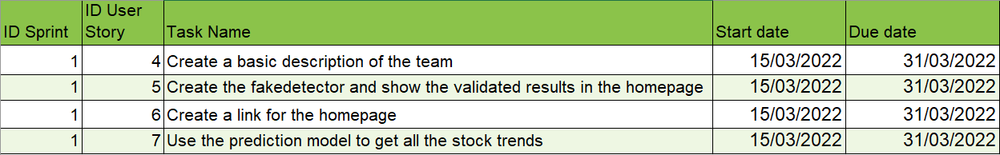 ID Sprint ID User Story Task Name Start date Due date
1 4 Create a basic description of the team 15/03/2022 31/03/2022
1 5 Create the fakedetector and show the validated results in the homepage 15/03/2022 31/03/2022
1 6 Create a link for the homepage 15/03/2022 31/03/2022
1 7 Use the prediction model to get all the stock trends 15/03/2022 31/03/2022